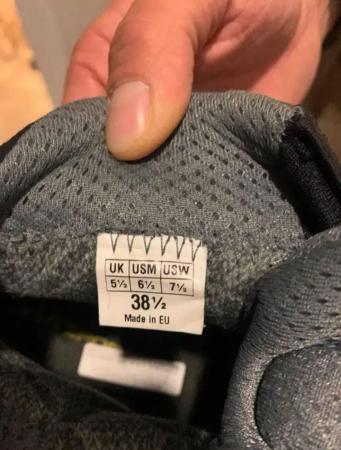 UK USM USW
5½ 6½ 7½
38½
Made in EU